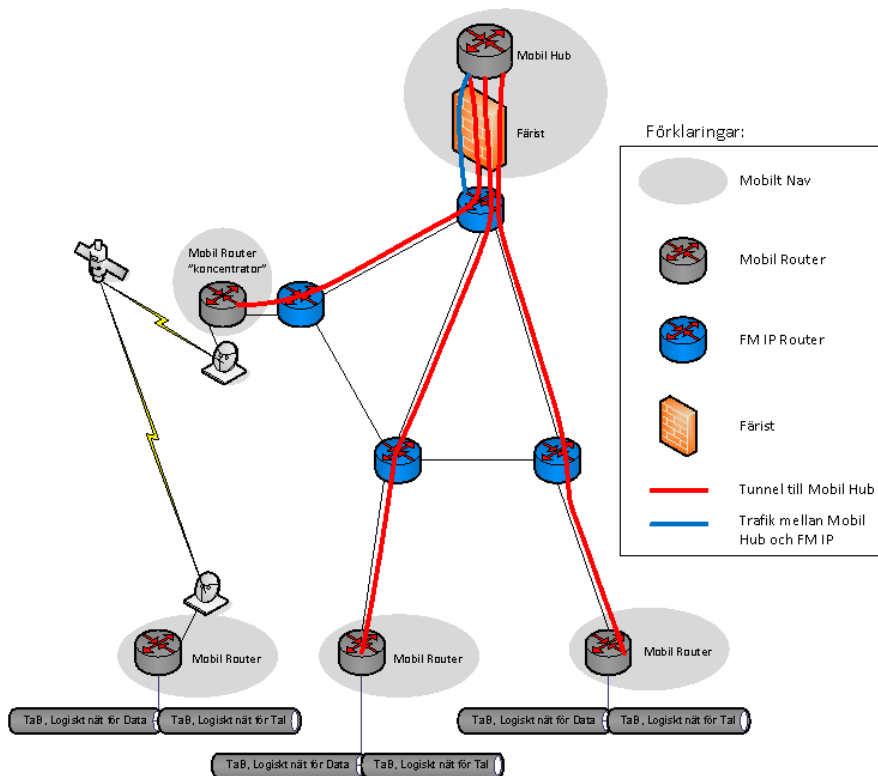 Mobil Hub
Färist
Förklaringar:
Mobilt Nav
Mobil Router
"koncentrator"
Mobil Router
FM IP Router
Färist
Tunnel till Mobil Hub
Trafik mellan Mobil
Hub och FM IP
Mobil Router
Mobil Router
Mobil Router
TaB, Logiskt nät för Data
TaB, Logiskt nät för Tal
TaB, Logiskt nät för Data
TaB, Logiskt nät för Tal
TaB, Logiskt nät för Data
TaB, Logiskt nät för Tal